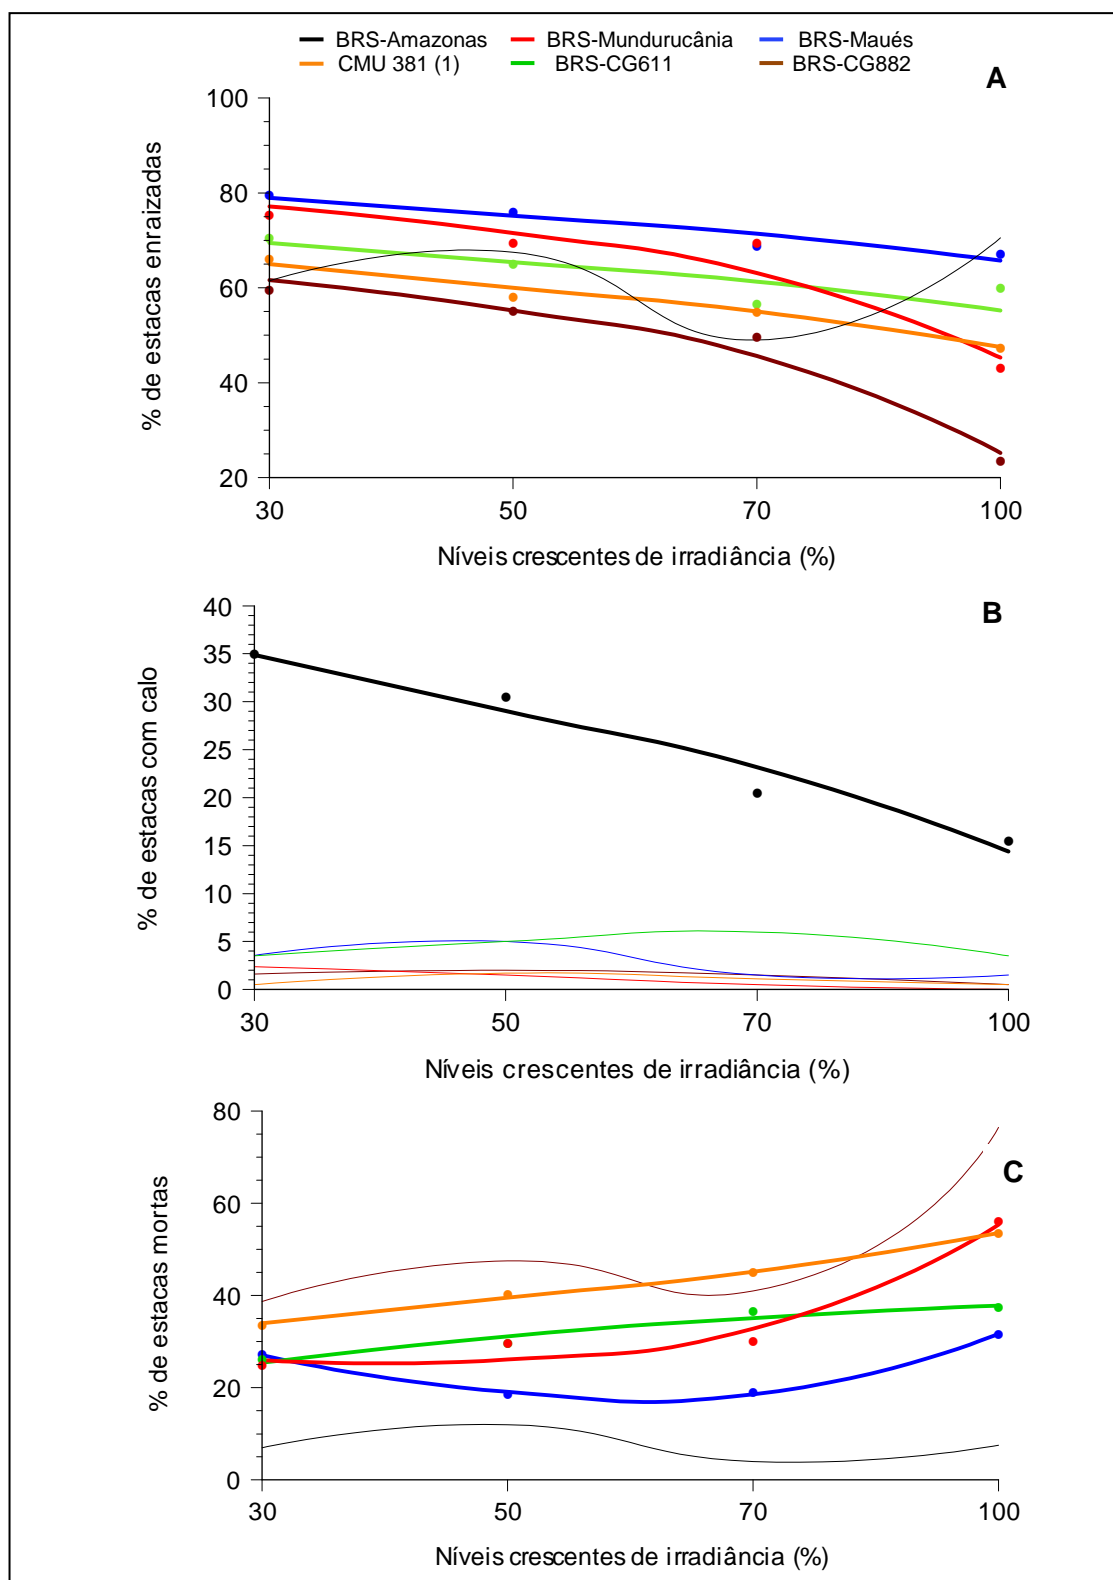 BRS-Amazonas BRS-Mundurucânia BRS-Maués
CMU 381 (1) BRS-CG611 BRS-CG882
A
100
80
60
40
20
% de estacas enraizadas
30 50 70 100
Níveis crescentes de irradiância (%)
B
40
35
30
25
20
15
10
5
0
% de estacas com calo
30 50 70 100
Níveis crescentes de irradiância (%)
C
80
60
40
20
0
% de estacas mortas
30 50 70 100
Níveis crescentes de irradiância (%)